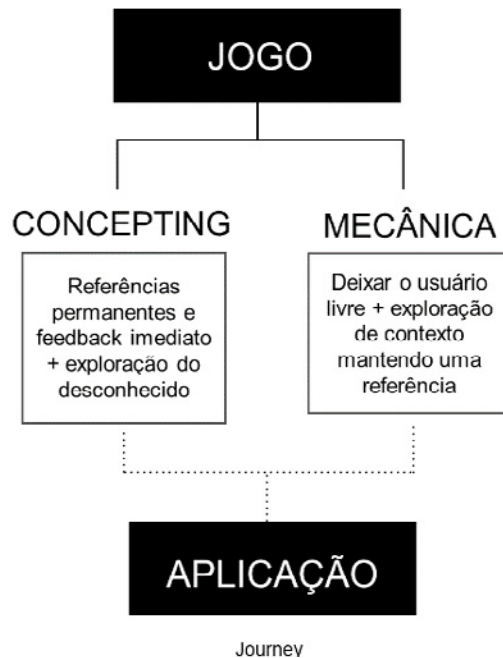 JOGO
CONCEPTING
Referências
permanentes e
feedback imediato
+ exploração do
desconhecido
MECÂNICA
Deixar o usuário
livre + exploração
de contexto
mantendo uma
referência
APLICAÇÃO
Journey